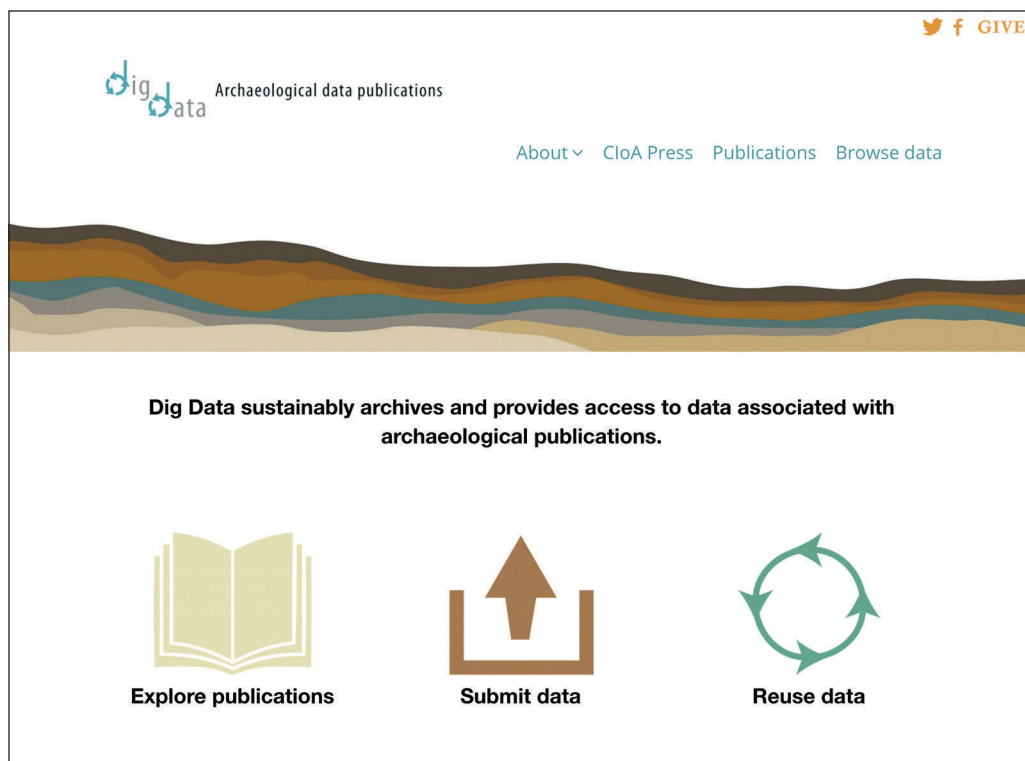 GIVE
dig data Archaeological data publications
About CIoA Press Publications Browse data
Dig Data sustainably archives and provides access to data associated with
archaeological publications.
Explore publications Submit data Reuse data